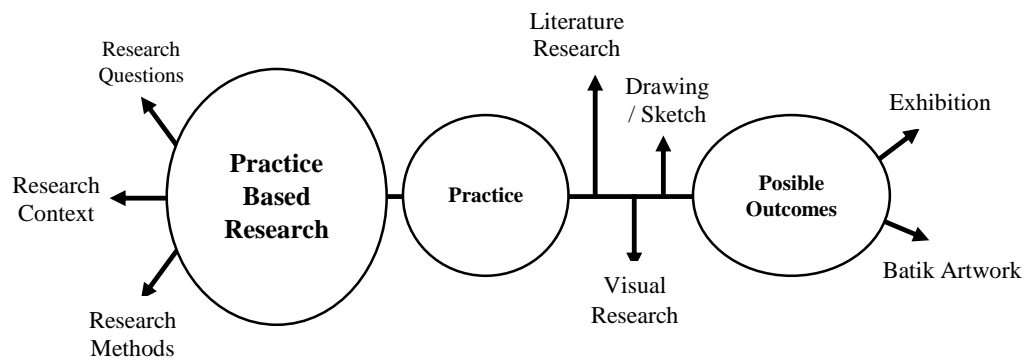 Research
Questions
Research
Context
Research
Methods
Practice
Based
Research
Practice
Literature
Research
Drawing
/ Sketch
Visual
Research
Posible
Outcomes
Exhibition
Batik Artwork